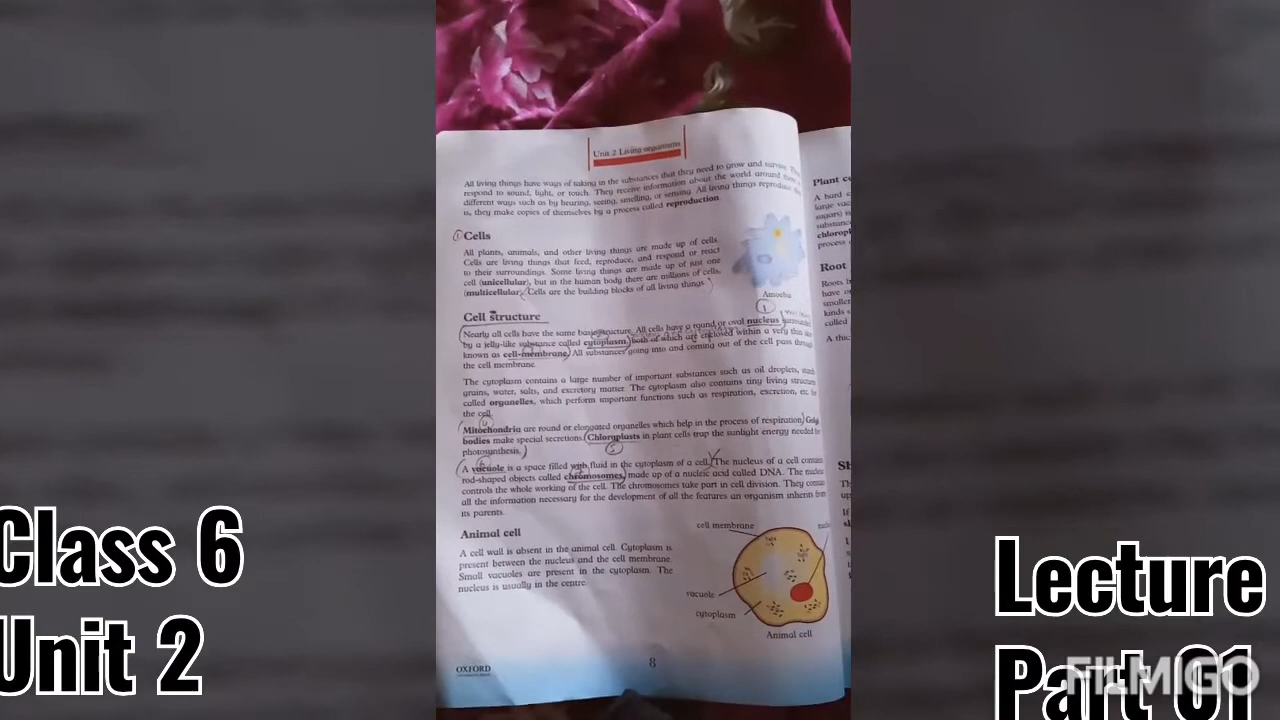 Class 6
Unit 2
Lecture
Part 01
FILMIGO
Unit 2 Living organisms
All living things have ways of taking in the substances that they need to grow and survive.
respond to sound, light, or touch. They receive information about the world around
different ways such as by hearing, seeing, smelling, or sensing. All living things reproduce,
is, they make copies of themselves by a process called reproduction.
1 Cells
All plants, animals, and other living things are made up of cells.
Cells are living things that feed, reproduce, and respond or react
to their surroundings. Some living things are made up of just one
cell (unicellular), but in the human body there are millions of cells,
(multicellular). Cells are the building blocks of all living things.
Amoeba
Cell structure
1
Nearly all cells have the same basic structure. All cells have a round or oval nucleus surrounded
by a jelly-like substance called cytoplasm, both of which are enclosed within a very thin
known as cell-membrane. All substances going into and coming out of the cell pass through
the cell membrane.
The cytoplasm contains a large number of important substances such as oil droplets, starch
grains, water, salts, and excretory matter. The cytoplasm also contains tiny living structures
called organelles, which perform important functions such as respiration, excretion, etc. for
the cell.
4
Mitochondria are round or elongated organelles which help in the process of respiration. Golgi
bodies make special secretions. Chloroplasts in plant cells trap the sunlight energy needed for
photosynthesis.
5
6
A vacuole is a space filled with fluid in the cytoplasm of a cell. The nucleus of a cell contains
rod-shaped objects called chromosomes, made up of a nucleic acid called DNA. The nucleus
controls the whole working of the cell. The chromosomes take part in cell division. They contain
all the information necessary for the development of all the features an organism inherits from
its parents.
Animal cell
A cell wall is absent in the animal cell. Cytoplasm is
present between the nucleus and the cell membrane.
Small vacuoles are present in the cytoplasm. The
nucleus is usually in the centre.
cell membrane
vacuole
cytoplasm
Animal cell
OXFORD
8
Plant
A hard
large
sugars)
substance
process
Root
Roots
have
smaller
kinds
called
A